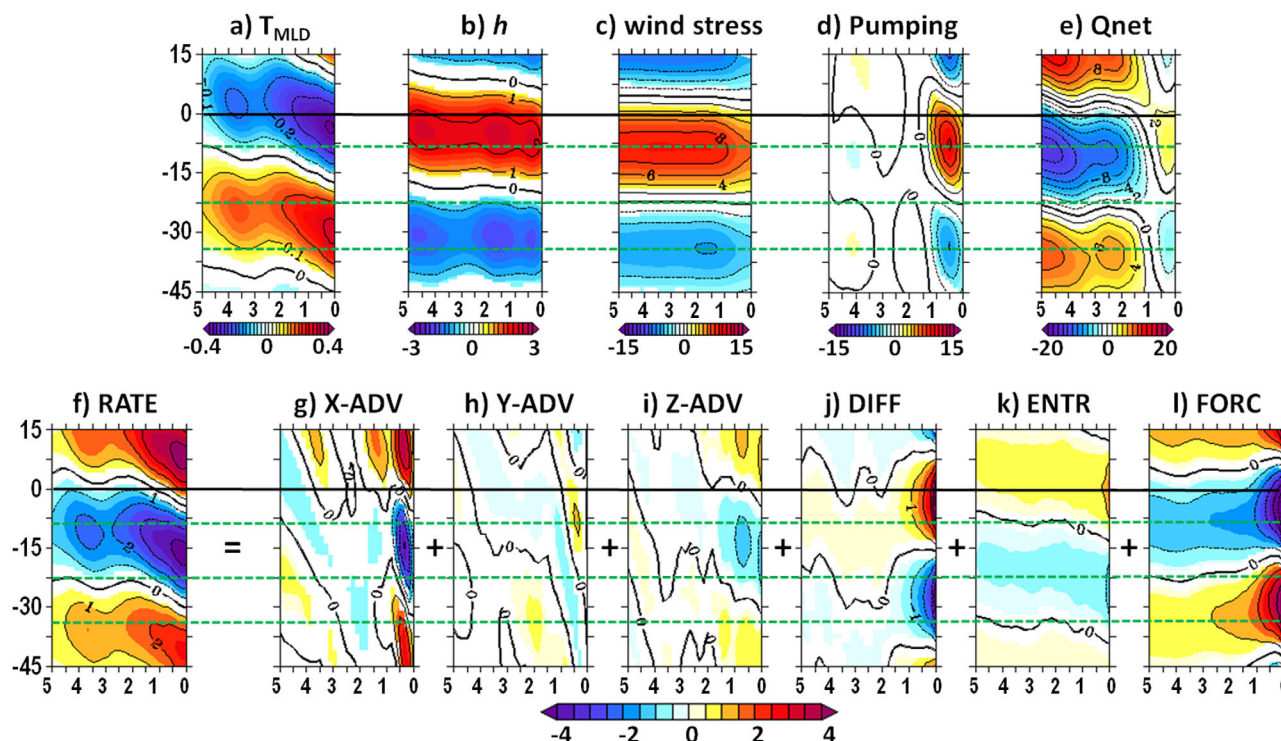 a) TMLD b) h c) wind stress d) Pumping e) Qnet
15
0
-15
-30
-45
5 4 3 2 1 0 5 4 3 2 1 0 5 4 3 2 1 0 5 4 3 2 1 0 5 4 3 2 1 0
-0.4 0 0.4 -3 0 3 -15 0 15 -15 0 15 -20 0 20
f) RATE g) X-ADV h) Y-ADV i) Z-ADV j) DIFF k) ENTR l) FORC
15
0
-15
-30
-45
= + + + + +
5 4 3 2 1 0 5 4 3 2 1 0 5 4 3 2 1 0 5 4 3 2 1 0 5 4 3 2 1 0 5 4 3 2 1 0 5 4 3 2 1 0
-4 -2 0 2 4